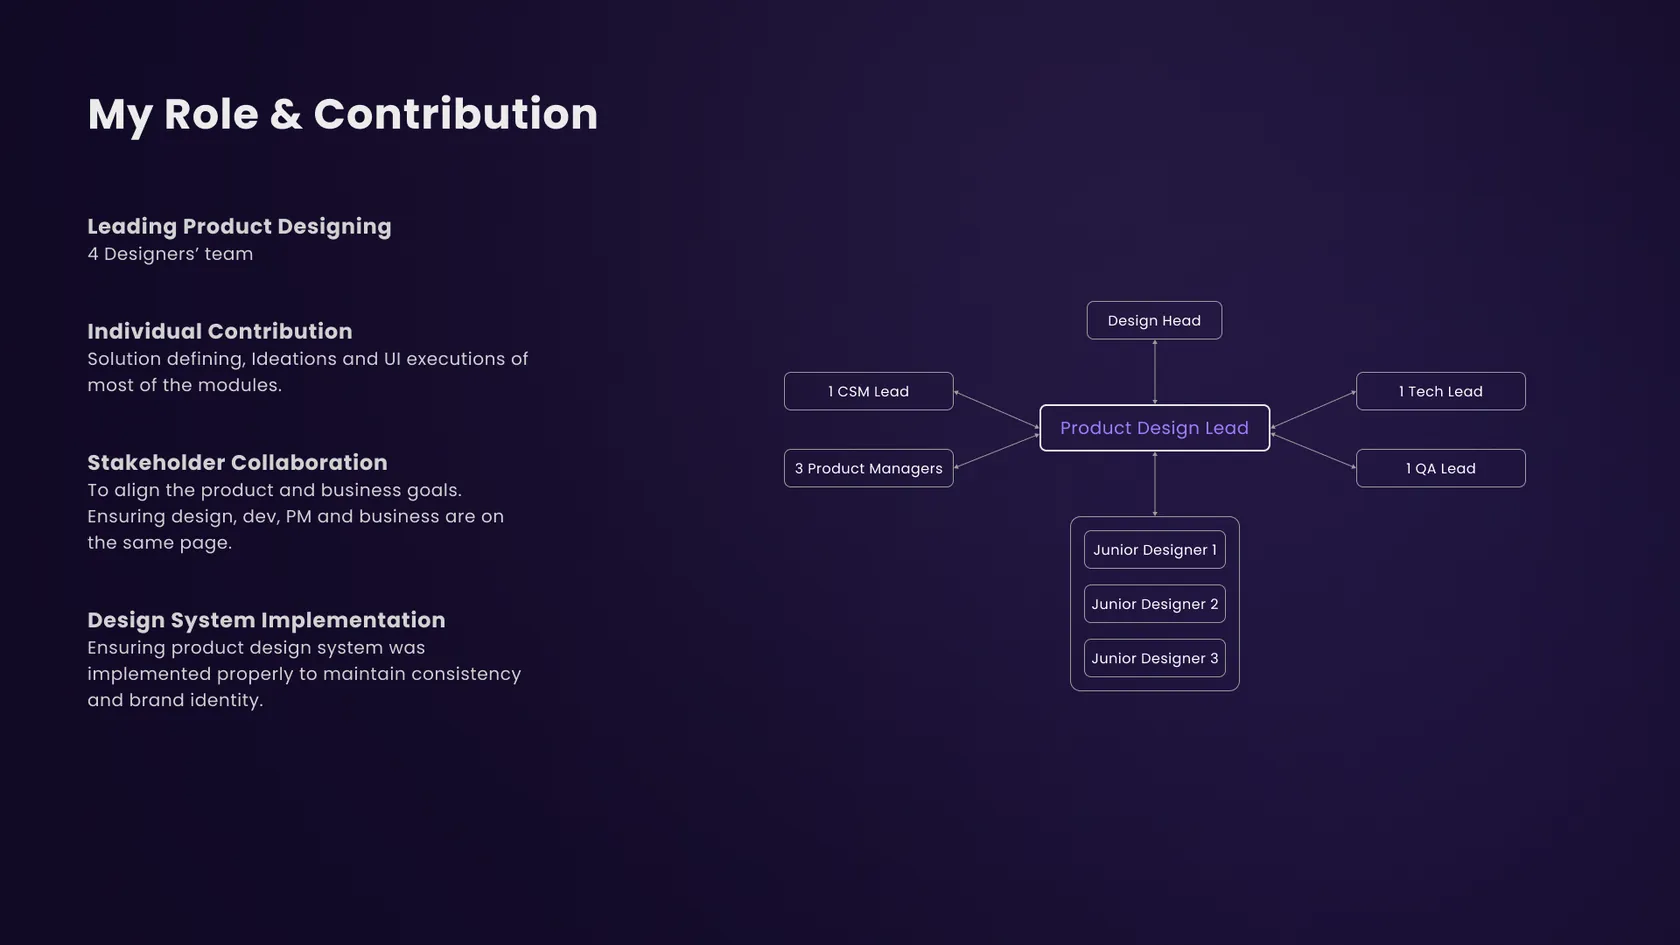 My Role & Contribution
Leading Product Designing
4 Designers’ team
Individual Contribution
Solution defining, Ideations and UI executions of
most of the modules.
Stakeholder Collaboration
To align the product and business goals.
Ensuring design, dev, PM and business are on
the same page.
Design System Implementation
Ensuring product design system was
implemented properly to maintain consistency
and brand identity.
Design Head
1 CSM Lead
1 Tech Lead
Product Design Lead
3 Product Managers
1 QA Lead
Junior Designer 1
Junior Designer 2
Junior Designer 3